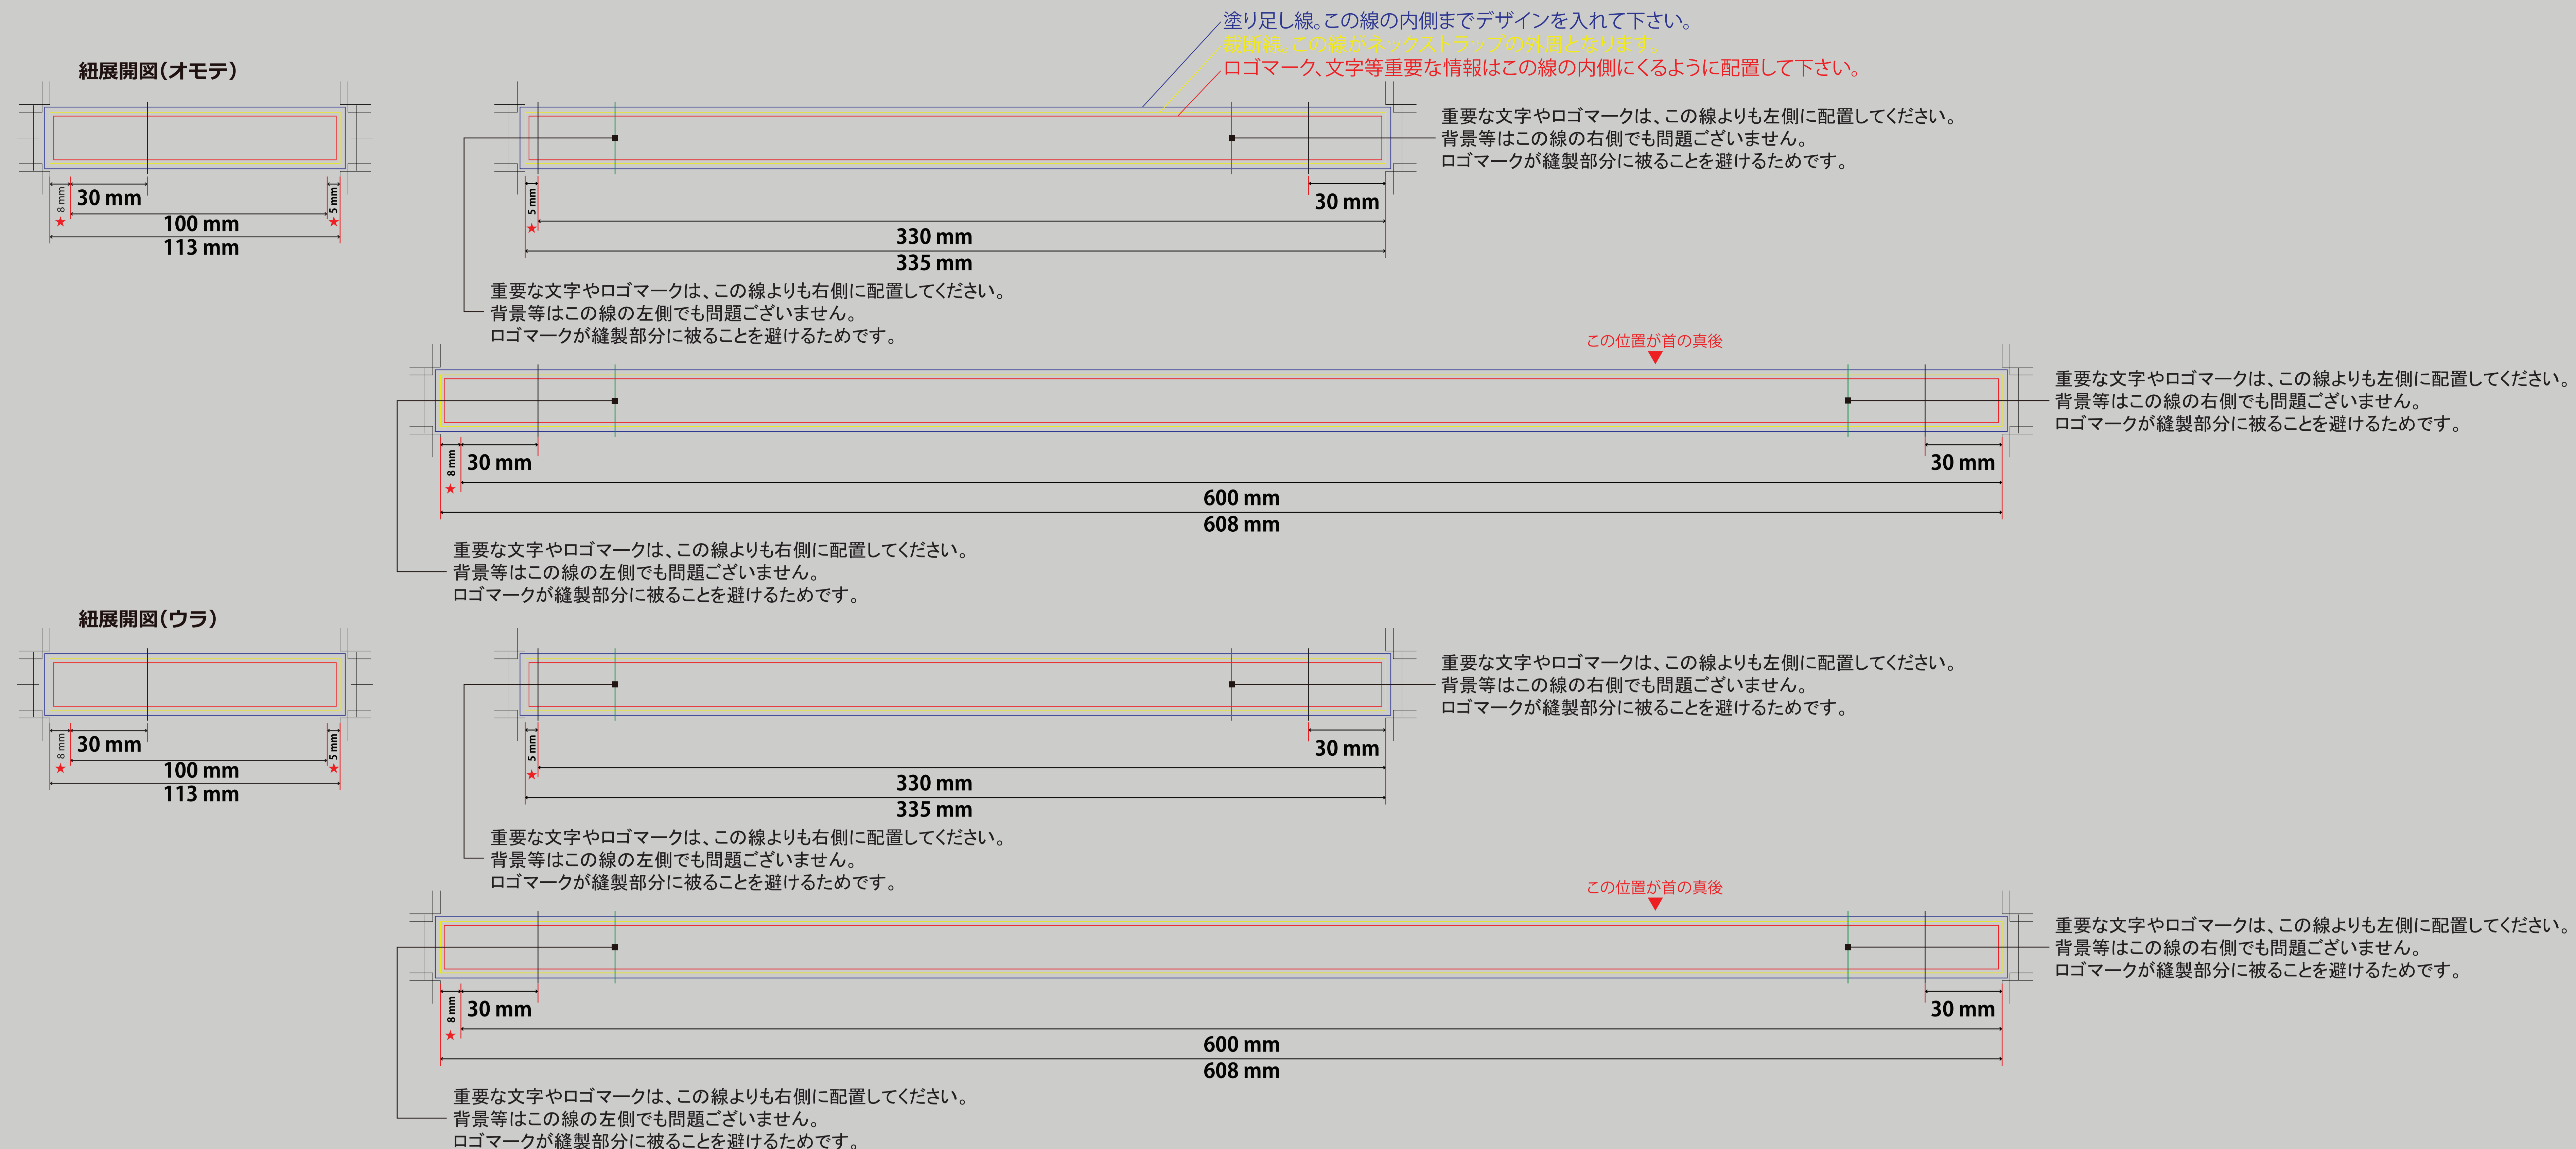 塗り足し線。この線の内側までデザインを入れて下さい。
裁断線。この線がネックストラップの外周となります。
ロゴマーク、文字等重要な情報はこの線の内側にくるように配置して下さい。
紐展開図(オモテ)
8 mm
★
30 mm
100 mm
113 mm
5 mm
★
重要な文字やロゴマークは、この線よりも左側に配置してください。
背景等はこの線の右側でも問題ございません。
ロゴマークが縫製部分に被ることを避けるためです。
5 mm
★
30 mm
330 mm
335 mm
重要な文字やロゴマークは、この線よりも右側に配置してください。
背景等はこの線の左側でも問題ございません。
ロゴマークが縫製部分に被ることを避けるためです。
この位置が首の真後
▼
重要な文字やロゴマークは、この線よりも左側に配置してください。
背景等はこの線の右側でも問題ございません。
ロゴマークが縫製部分に被ることを避けるためです。
8 mm
★
30 mm
30 mm
600 mm
608 mm
重要な文字やロゴマークは、この線よりも右側に配置してください。
背景等はこの線の左側でも問題ございません。
ロゴマークが縫製部分に被ることを避けるためです。
紐展開図(ウラ)
8 mm
★
30 mm
100 mm
113 mm
5 mm
★
重要な文字やロゴマークは、この線よりも左側に配置してください。
背景等はこの線の右側でも問題ございません。
ロゴマークが縫製部分に被ることを避けるためです。
5 mm
★
30 mm
330 mm
335 mm
重要な文字やロゴマークは、この線よりも右側に配置してください。
背景等はこの線の左側でも問題ございません。
ロゴマークが縫製部分に被ることを避けるためです。
この位置が首の真後
▼
重要な文字やロゴマークは、この線よりも左側に配置してください。
背景等はこの線の右側でも問題ございません。
ロゴマークが縫製部分に被ることを避けるためです。
8 mm
★
30 mm
30 mm
600 mm
608 mm
重要な文字やロゴマークは、この線よりも右側に配置してください。
背景等はこの線の左側でも問題ございません。
ロゴマークが縫製部分に被ることを避けるためです。